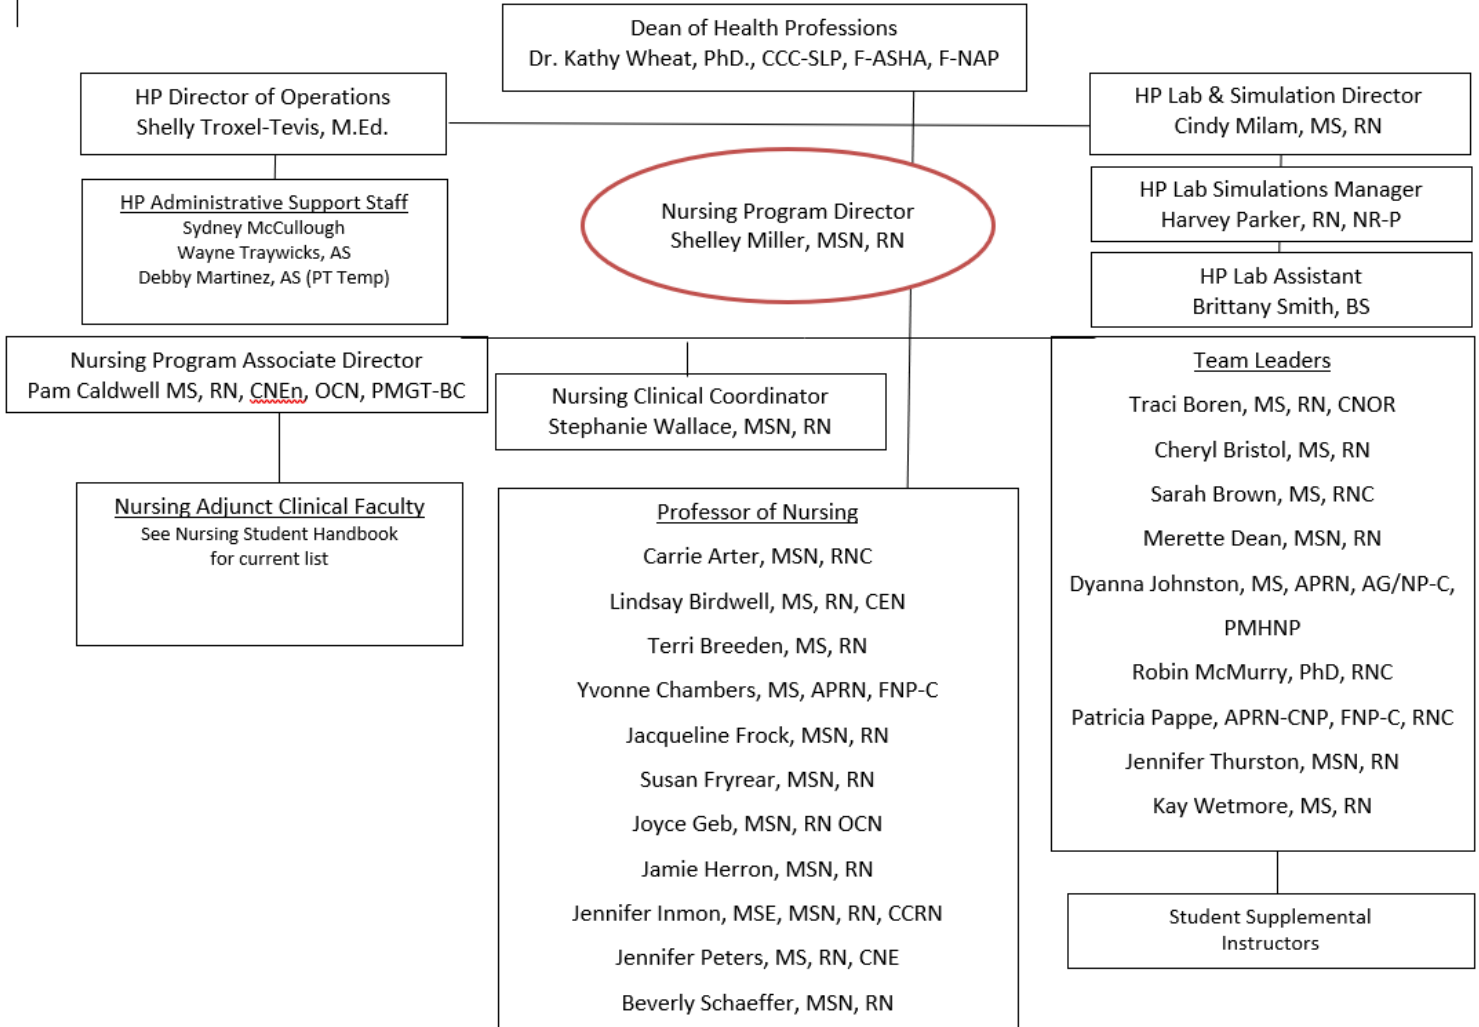 Dean of Health Professions
Dr. Kathy Wheat, PhD., CCC-SLP, F-ASHA, F-NAP
HP Director of Operations
Shelly Troxel-Tevis, M.Ed.
HP Lab & Simulation Director
Cindy Milam, MS, RN
HP Administrative Support Staff
Sydney McCullough
Wayne Traywicks, AS
Debby Martinez, AS (PT Temp)
Nursing Program Director
Shelley Miller, MSN, RN
HP Lab Simulations Manager
Harvey Parker, RN, NR-P
HP Lab Assistant
Brittany Smith, BS
Nursing Program Associate Director
Pam Caldwell MS, RN, CNEn, OCN, PMGT-BC
Nursing Clinical Coordinator
Stephanie Wallace, MSN, RN
Team Leaders
Traci Boren, MS, RN, CNOR
Cheryl Bristol, MS, RN
Sarah Brown, MS, RNC
Merette Dean, MSN, RN
Dyanna Johnston, MS, APRN, AG/NP-C,
PMHNP
Robin McMurry, PhD, RNC
Patricia Pappe, APRN-CNP, FNP-C, RNC
Jennifer Thurston, MSN, RN
Kay Wetmore, MS, RN
Nursing Adjunct Clinical Faculty
See Nursing Student Handbook
for current list
Professor of Nursing
Carrie Arter, MSN, RNC
Lindsay Birdwell, MS, RN, CEN
Terri Breeden, MS, RN
Yvonne Chambers, MS, APRN, FNP-C
Jacqueline Frock, MSN, RN
Susan Fryrear, MSN, RN
Joyce Geb, MSN, RN OCN
Jamie Herron, MSN, RN
Jennifer Inmon, MSE, MSN, RN, CCRN
Jennifer Peters, MS, RN, CNE
Beverly Schaeffer, MSN, RN
Student Supplemental
Instructors